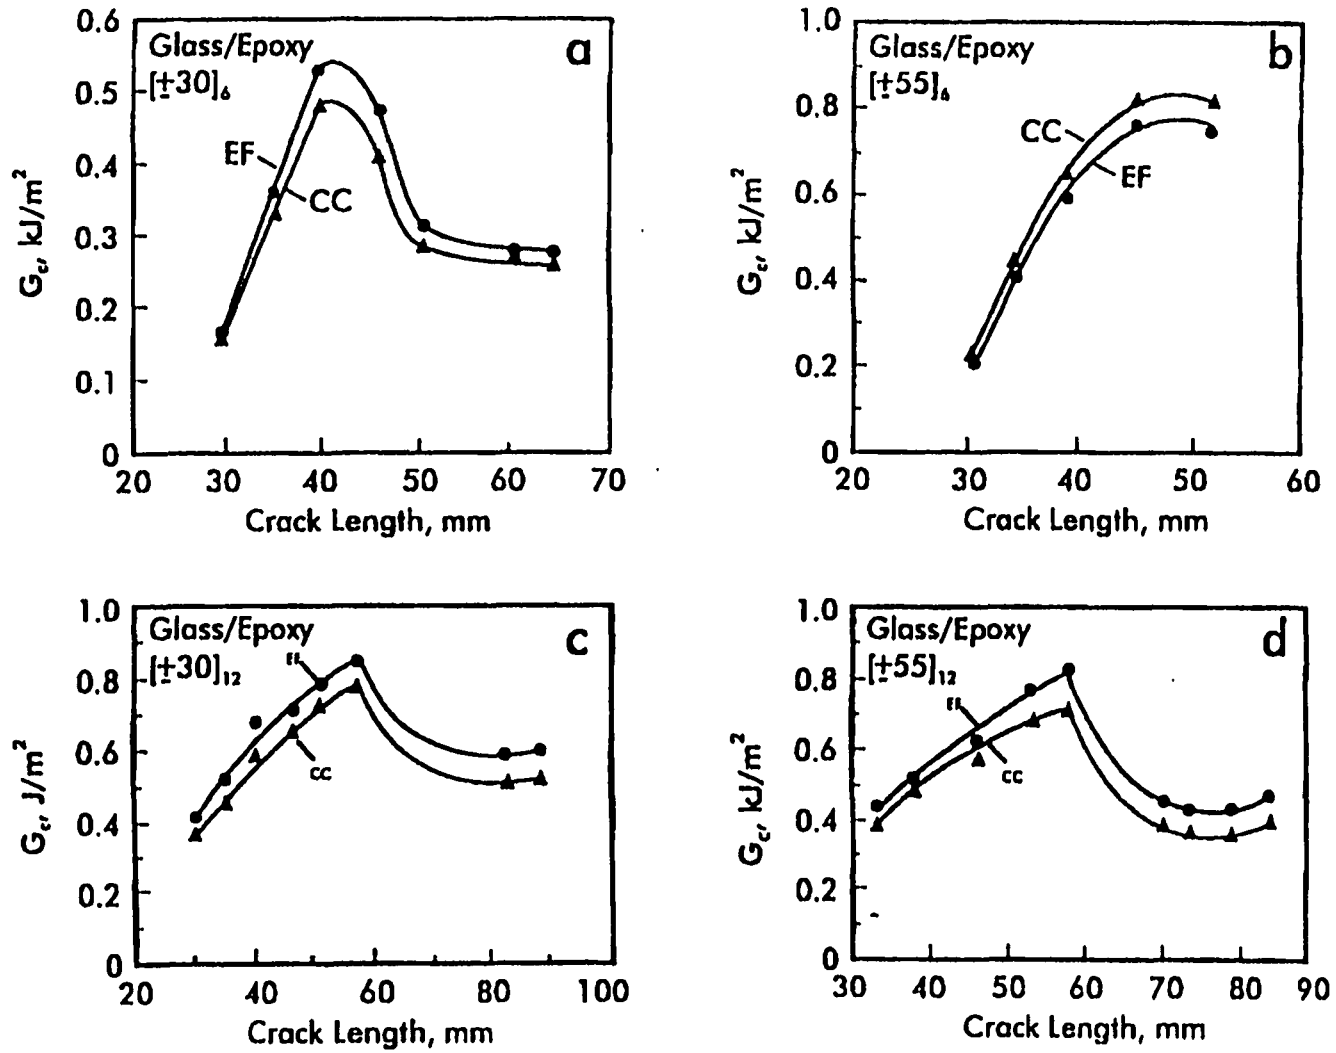 0.6
Glass/Epoxy
a
[±30]₆
0.5
0.4
EF
CC
0.3
0.2
0.1
0
G꜀, kJ/m²
20 30 40 50 60 70
Crack Length, mm
1.0
Glass/Epoxy
b
[±55]₄
0.8
CC
EF
0.6
0.4
0.2
0
G꜀, kJ/m²
20 30 40 50 60
Crack Length, mm
1.0
Glass/Epoxy
c
[±30]₁₂
EF
0.8
CC
0.6
0.4
0.2
0
G꜀, J/m²
20 40 60 80 100
Crack Length, mm
1.0
Glass/Epoxy
d
[±55]₁₂
0.8
EF
CC
0.6
0.4
0.2
0
G꜀, kJ/m²
30 40 50 60 70 80 90
Crack Length, mm